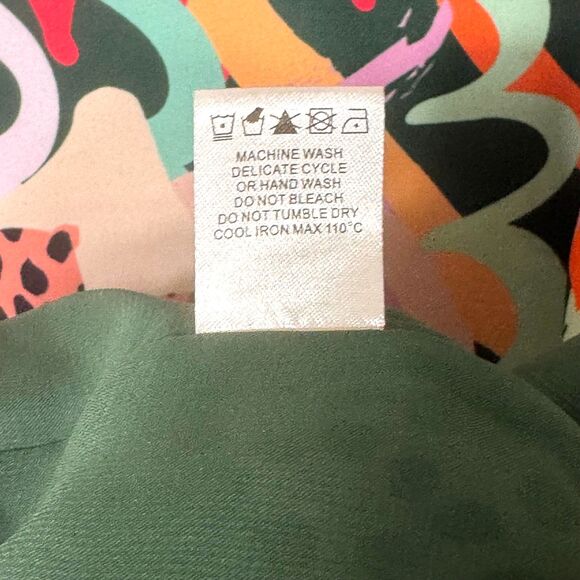 MACHINE WASH
DELICATE CYCLE
OR HAND WASH
DO NOT BLEACH
DO NOT TUMBLE DRY
COOL IRON MAX 110°C